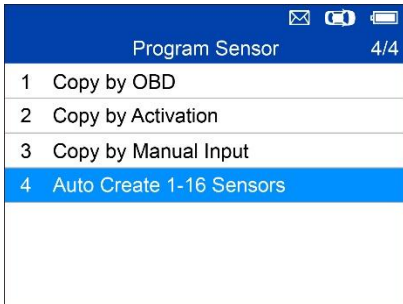 Program Sensor 4/4
1 Copy by OBD
2 Copy by Activation
3 Copy by Manual Input
4 Auto Create 1-16 Sensors